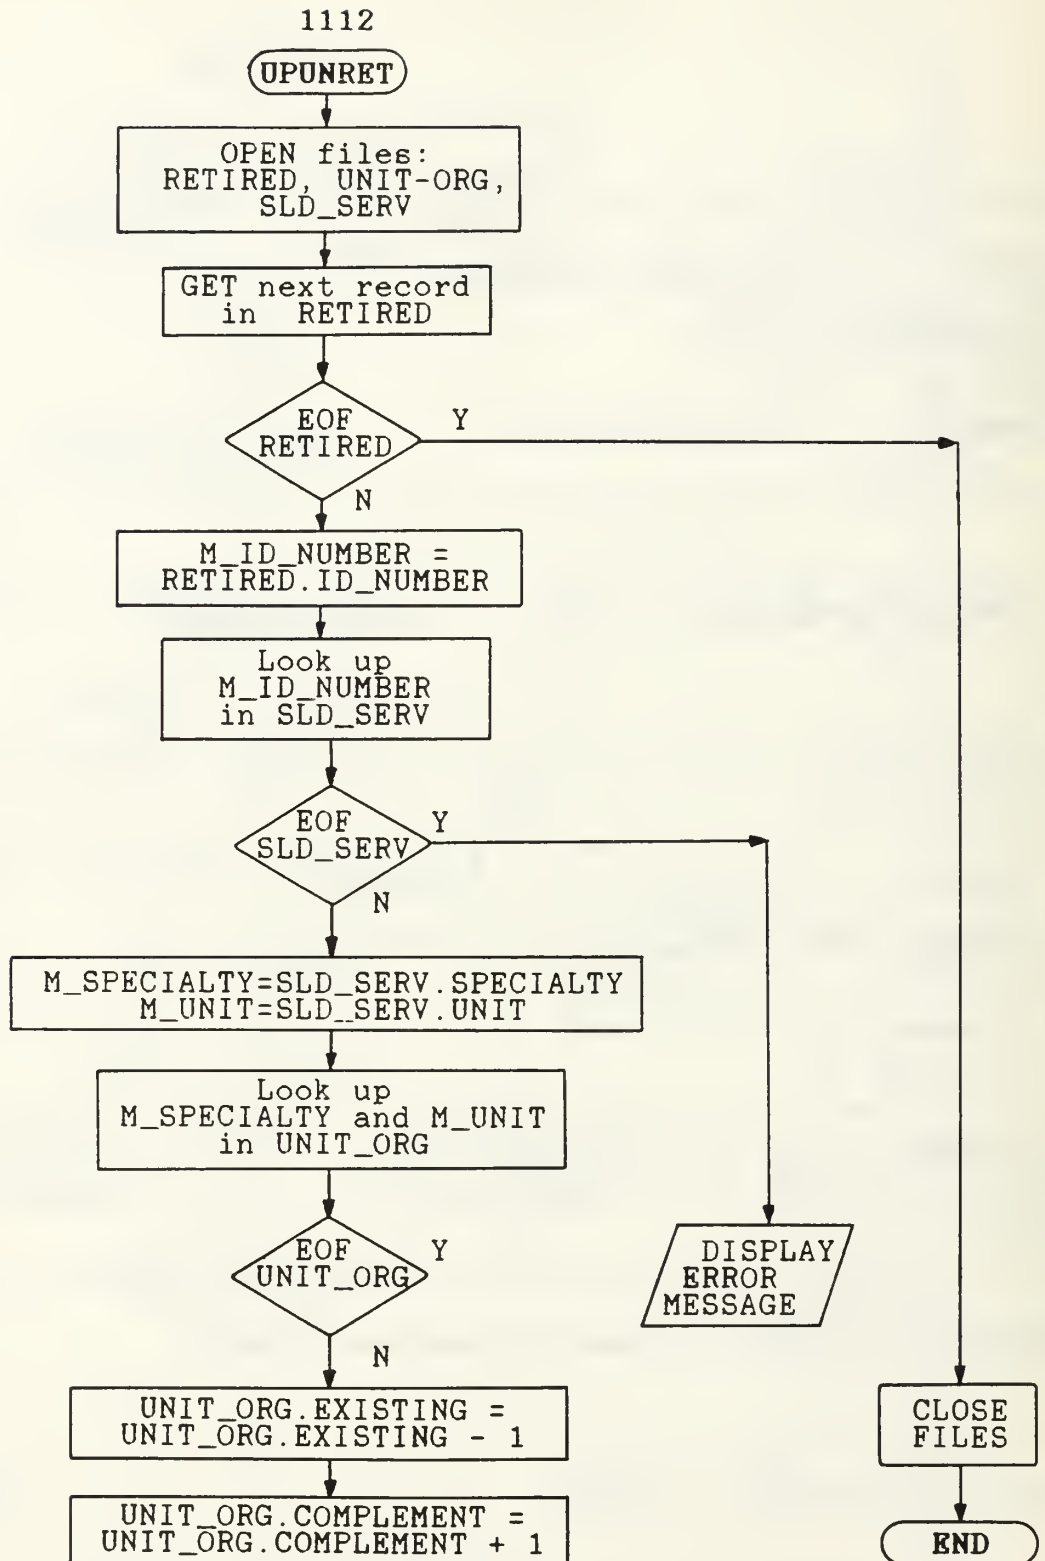 1112
UPUNRET
OPEN files:
RETIRED, UNIT-ORG,
SLD_SERV
GET next record
in RETIRED
EOF
RETIRED
Y
N
M_ID_NUMBER =
RETIRED.ID_NUMBER
Look up
M_ID_NUMBER
in SLD_SERV
EOF
SLD_SERV
Y
N
M_SPECIALTY=SLD_SERV.SPECIALTY
M_UNIT=SLD_SERV.UNIT
Look up
M_SPECIALTY and M_UNIT
in UNIT_ORG
EOF
UNIT_ORG
Y
N
DISPLAY
ERROR
MESSAGE
UNIT_ORG.EXISTING =
UNIT_ORG.EXISTING - 1
CLOSE
FILES
UNIT_ORG.COMPLEMENT =
UNIT_ORG.COMPLEMENT + 1
END